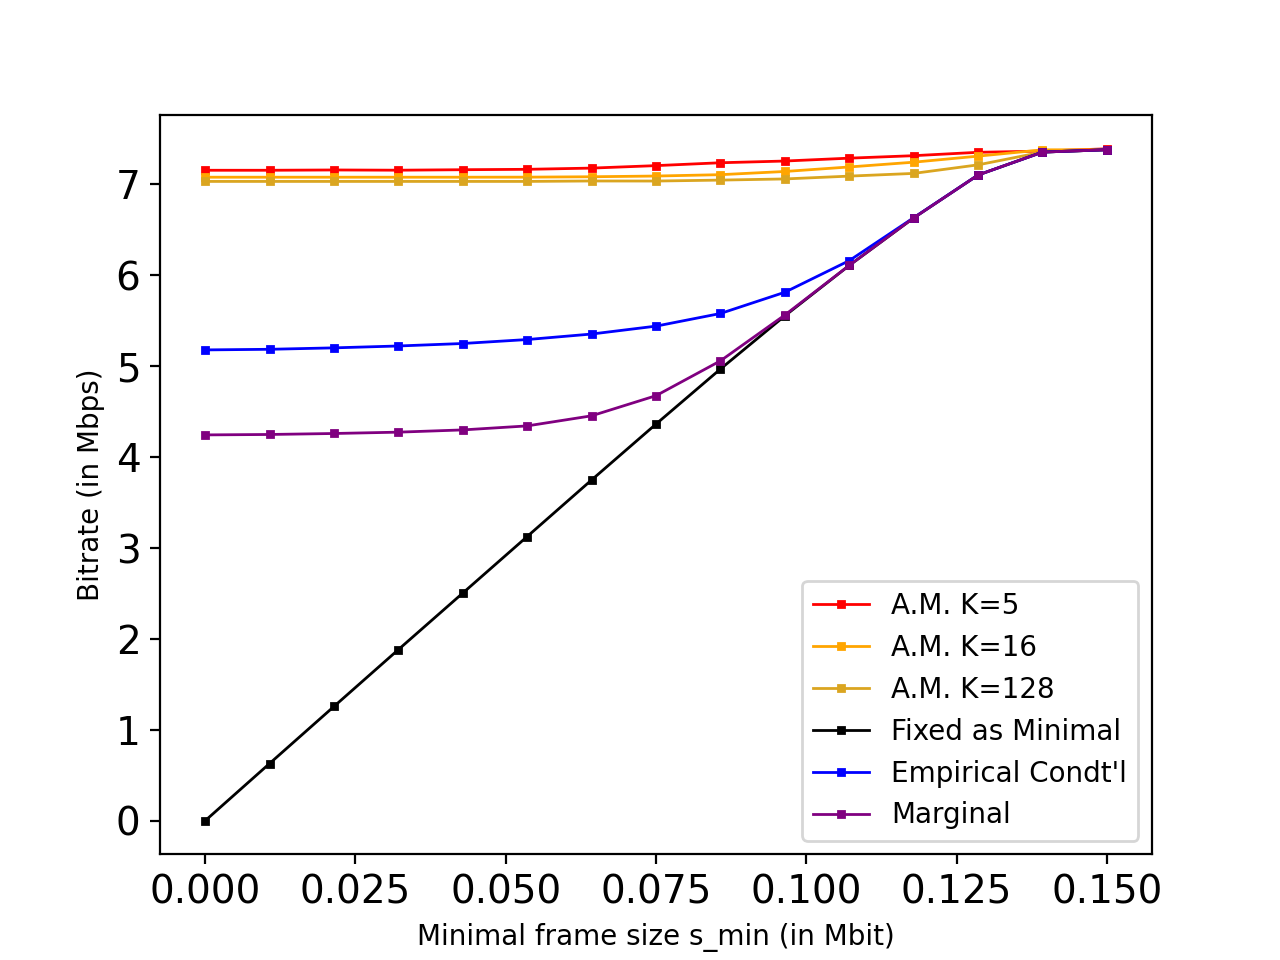 7
6
5
4
3
2
1
0
Bitrate (in Mbps)
A.M. K=5
A.M. K=16
A.M. K=128
Fixed as Minimal
Empirical Condt'l
Marginal
0.000 0.025 0.050 0.075 0.100 0.125 0.150
Minimal frame size s_min (in Mbit)